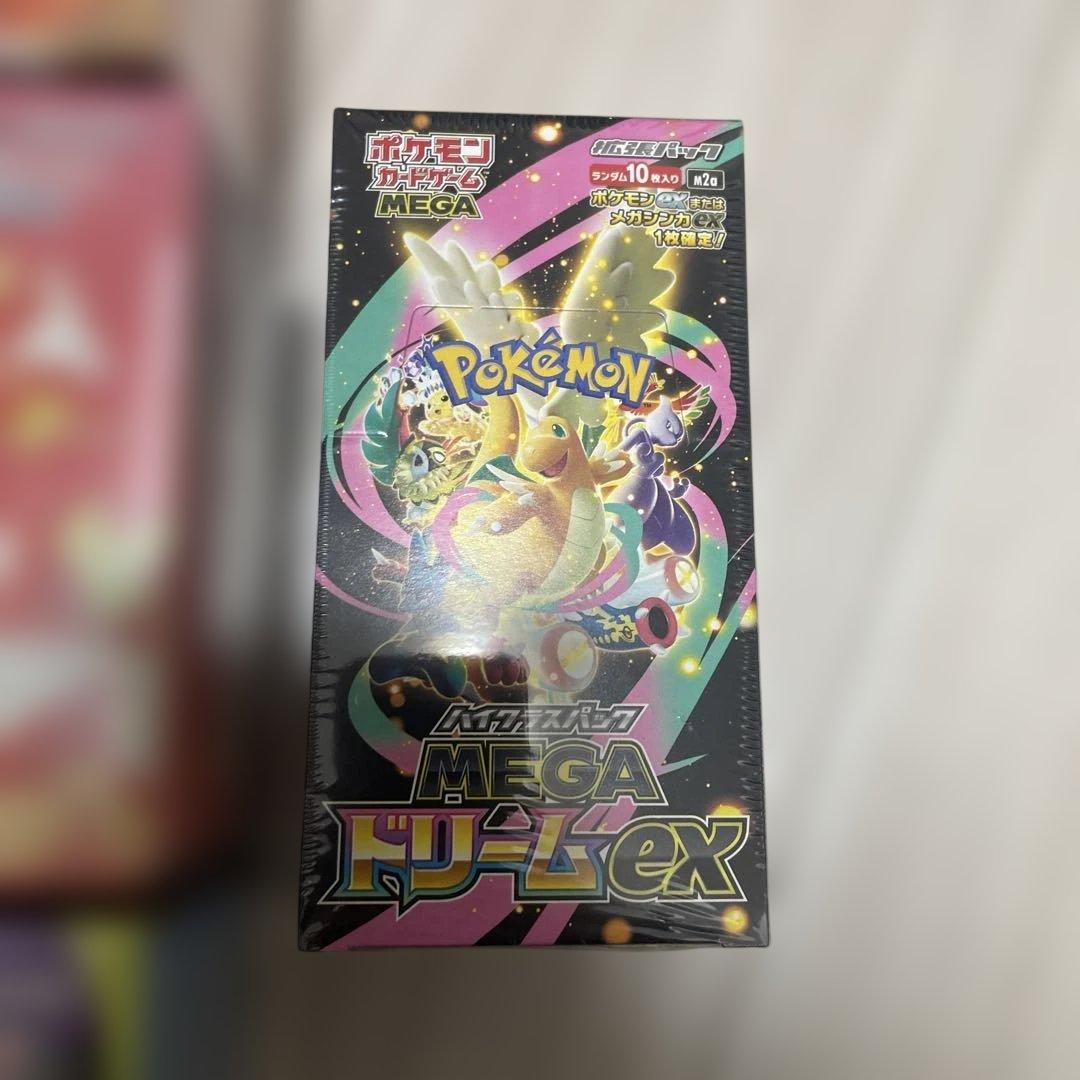 ポケモン
カードゲーム
MEGA
拡張パック
ランダム10枚入り M2a
ポケモンexまたは
メガシンカex
1枚確定!
POKéMON
TM
ハイクラスパック
MEGA
ドリームex